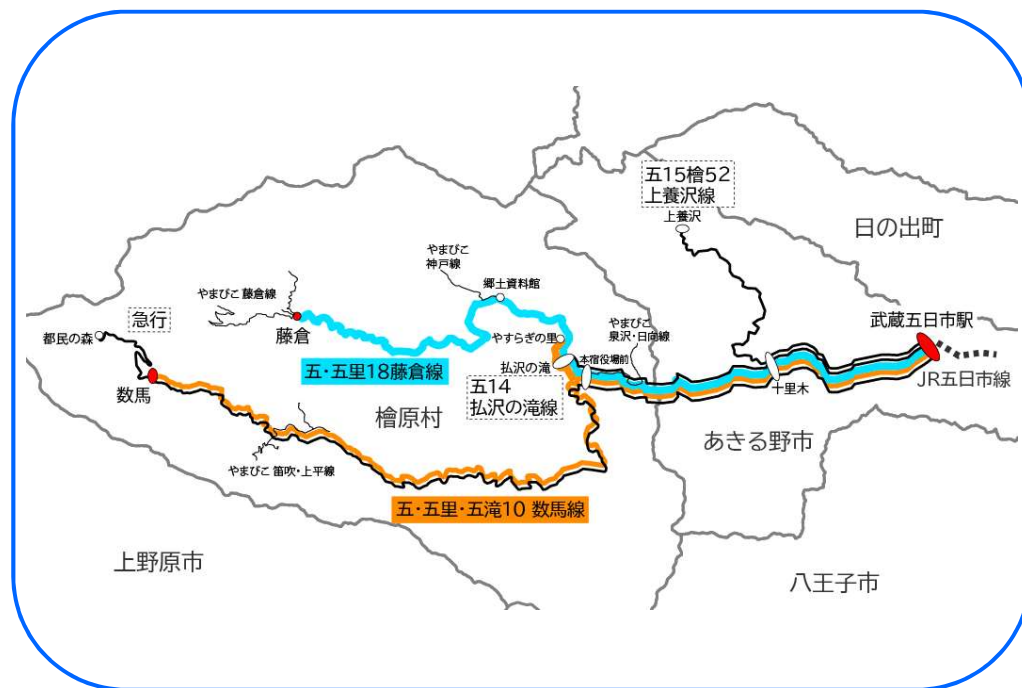 五15檜52
上養沢線
上養沢
日の出町
やまびこ
神戸線
郷土資料館
やまびこ 藤倉線
急行
都民の森
藤倉
やすらぎの里
やまびこ
泉沢・日向線
武蔵五日市駅
払沢の滝
本宿役場前
JR五日市線
五・五里18藤倉線
五14
払沢の滝線
十里木
数馬
檜原村
あきる野市
やまびこ 笛吹・上平線
五・五里・五滝10 数馬線
上野原市
八王子市